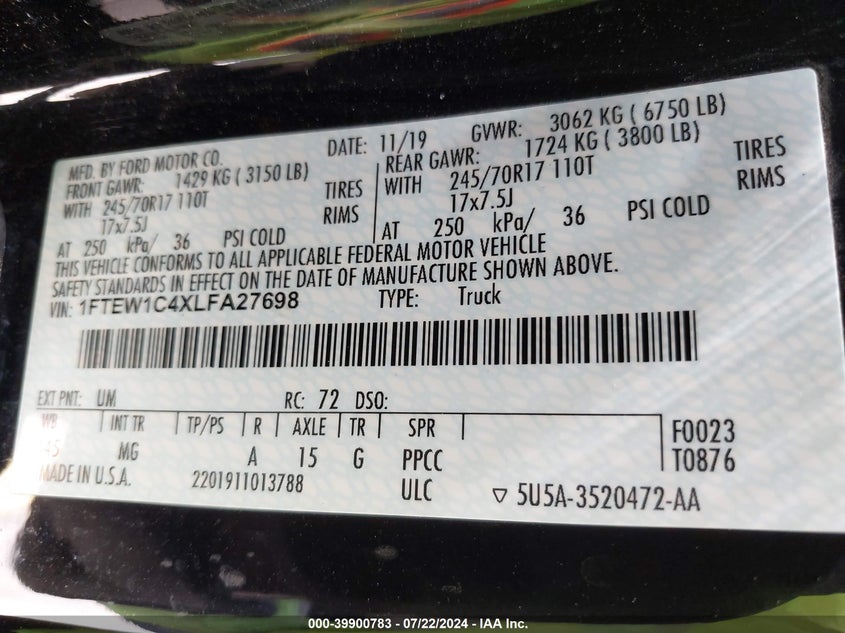 MFD. BY FORD MOTOR CO.
DATE: 11/19 GVWR: 3062 KG ( 6750 LB)
FRONT GAWR: 1429 KG ( 3150 LB)
WITH 245/70R17 110T TIRES
17x7.5J RIMS
AT 250 kPa/ 36 PSI COLD
REAR GAWR: 1724 KG ( 3800 LB)
WITH 245/70R17 110T TIRES
17x7.5J RIMS
AT 250 kPa/ 36 PSI COLD
THIS VEHICLE CONFORMS TO ALL APPLICABLE FEDERAL MOTOR VEHICLE
SAFETY STANDARDS IN EFFECT ON THE DATE OF MANUFACTURE SHOWN ABOVE.
VIN: 1FTEW1C4XLFA27698 TYPE: Truck
EXT PNT: UM RC: 72 DSO:
WB INT TR TP/PS R AXLE TR SPR
45 MG A 15 G PPCC
F0023
T0876
MADE IN U.S.A. 2201911013788 ULC ▽ 5U5A-3520472-AA
000-39900783 - 07/22/2024 - IAA Inc.